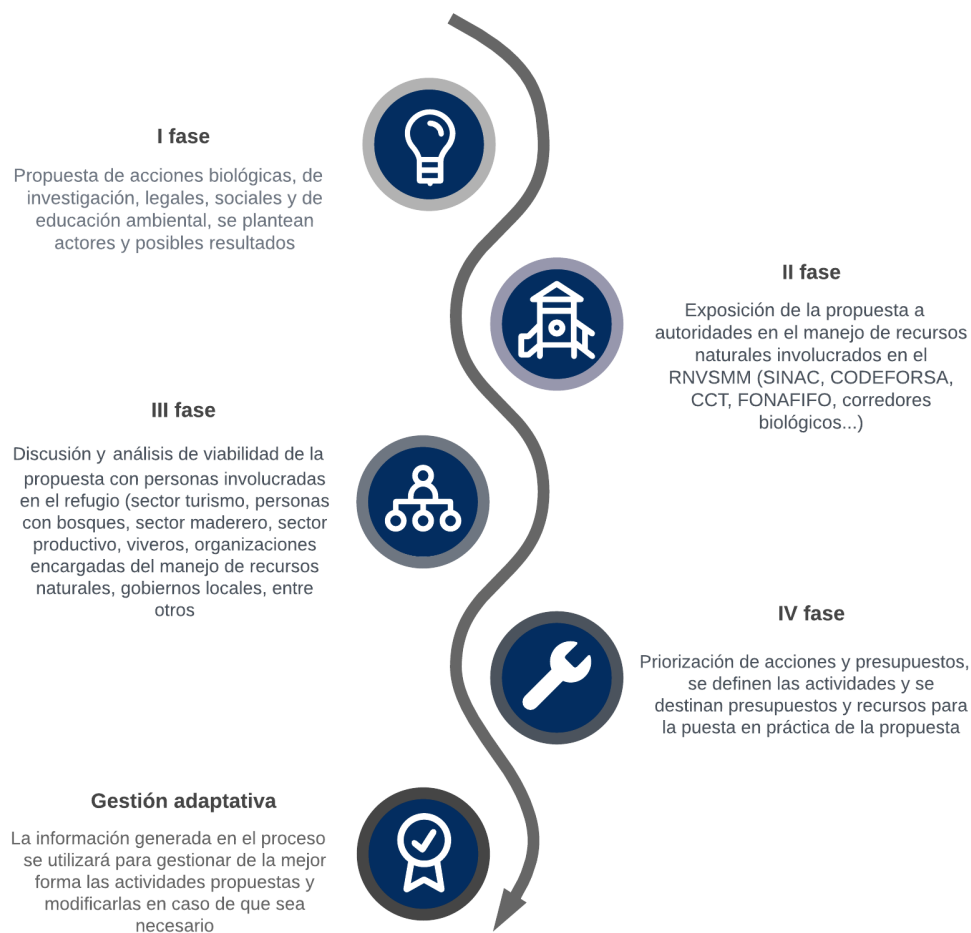 I fase
Propuesta de acciones biológicas, de
investigación, legales, sociales y de
educación ambiental, se plantean
actores y posibles resultados
II fase
Exposición de la propuesta a
autoridades en el manejo de recursos
naturales involucrados en el
RNVSMM (SINAC, CODEFORSA,
CCT, FONAFIFO, corredores
biológicos...)
III fase
Discusión y análisis de viabilidad de la
propuesta con personas involucradas
en el refugio (sector turismo, personas
con bosques, sector maderero, sector
productivo, viveros, organizaciones
encargadas del manejo de recursos
naturales, gobiernos locales, entre
otros
IV fase
Priorización de acciones y presupuestos,
se definen las actividades y se
destinan presupuestos y recursos para
la puesta en práctica de la propuesta
Gestión adaptativa
La información generada en el proceso
se utilizará para gestionar de la mejor
forma las actividades propuestas y
modificarlas en caso de que sea
necesario